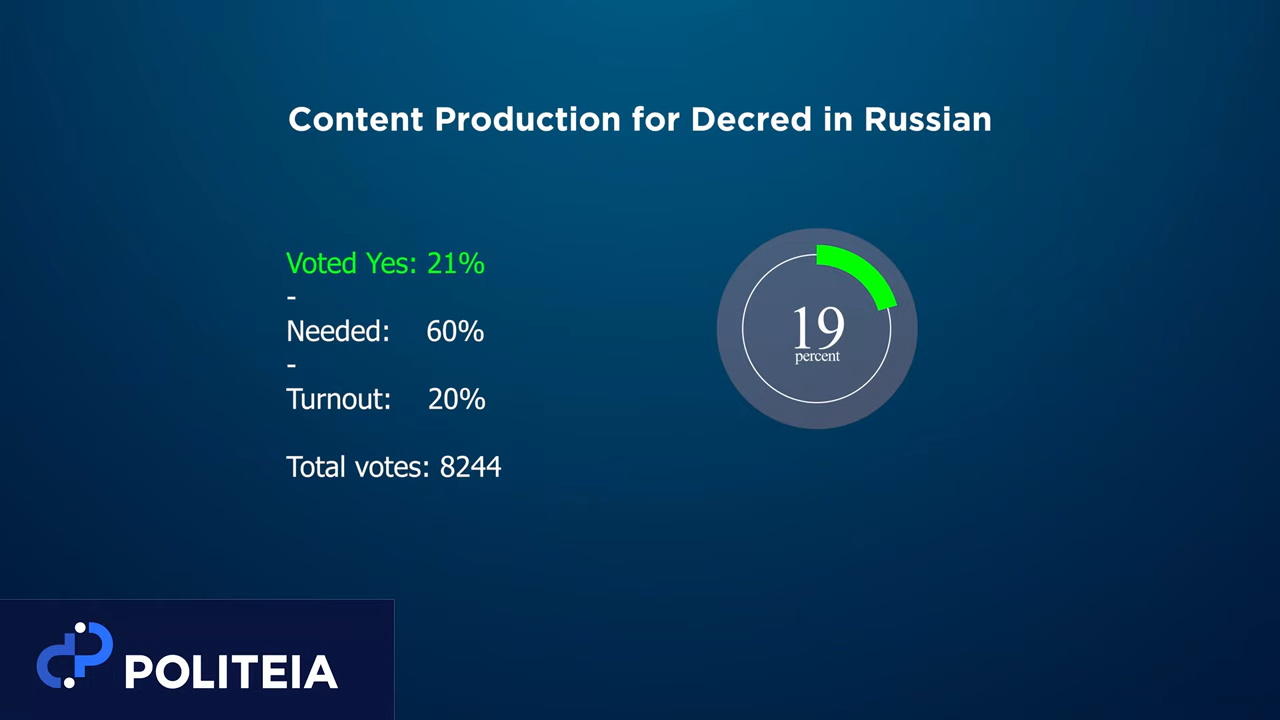 Content Production for Decred in Russian
Voted Yes: 21%
-
Needed: 60%
-
Turnout: 20%
Total votes: 8244
19
percent
POLITEIA